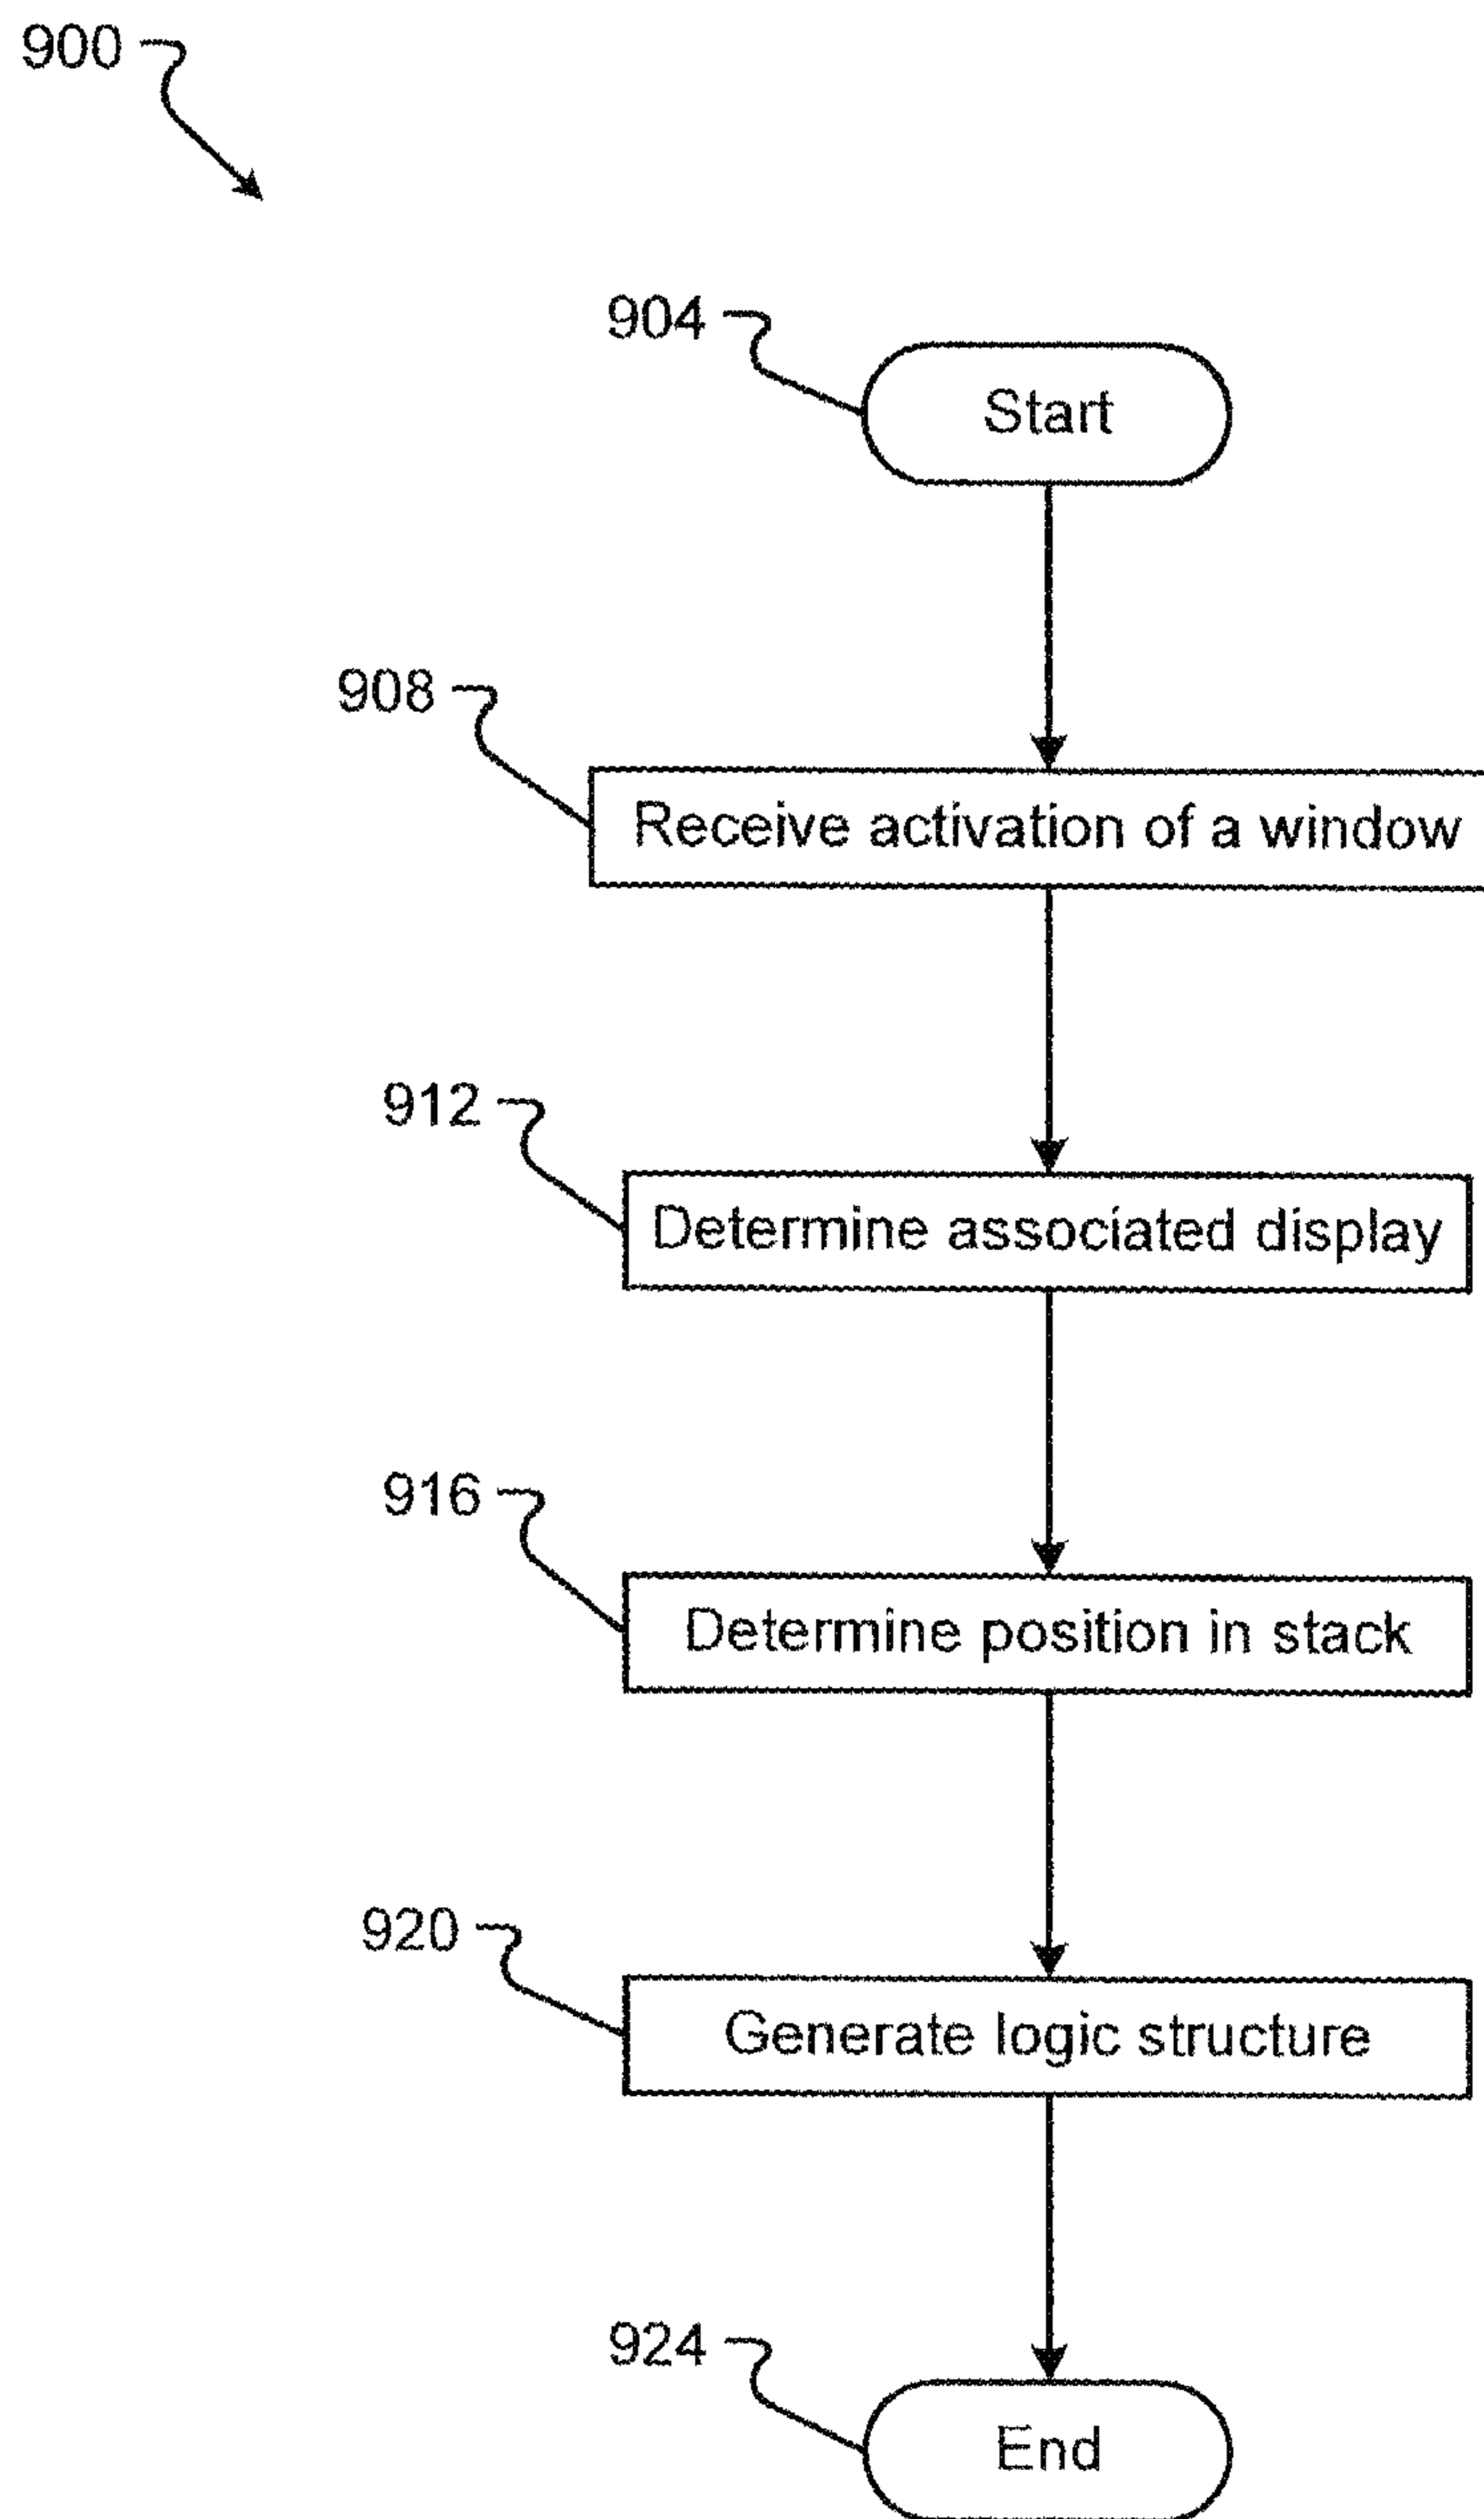 900
904
Start
908
Receive activation of a window
912
Determine associated display
916
Determine position in stack
920
Generate logic structure
924
End